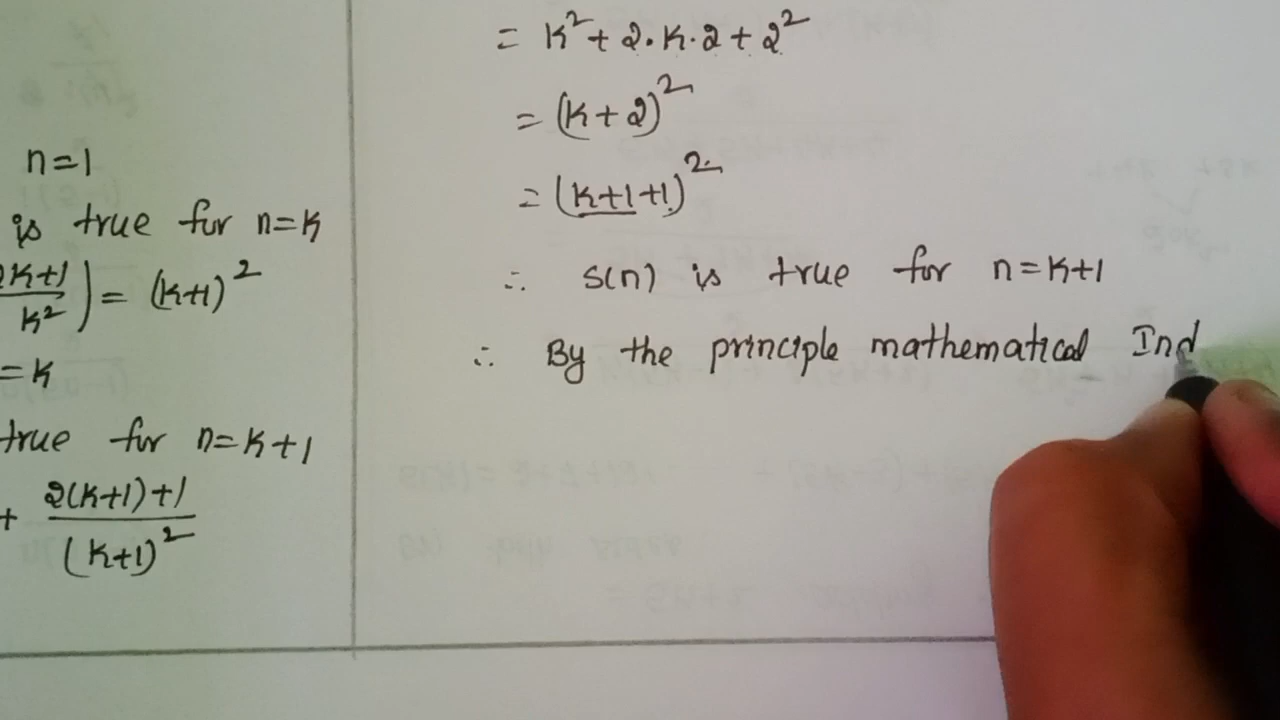 n=1
is true for n=k
2k+1/k²) = (k+1)²
=k
true for n=k+1
+ 2(k+1)+1/(k+1)²
= k²+2.k.2+2²
= (k+2)²
= (k+1+1)²
∴ S(n) is true for n=k+1
∴ By the principle mathematical Ind